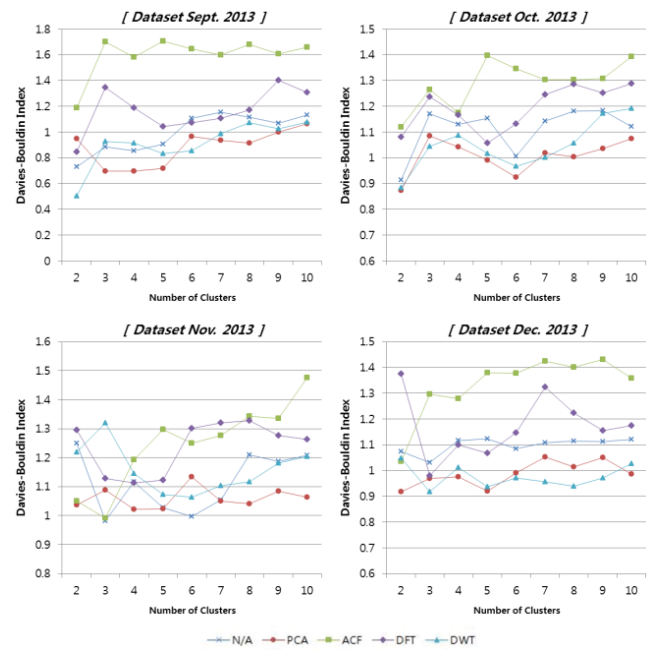 [ Dataset Sept. 2013 ]
Davies-Bouldin Index
1.8
1.6
1.4
1.2
1
0.8
0.6
0.4
0.2
0
2 3 4 5 6 7 8 9 10
Number of Clusters
[ Dataset Oct. 2013 ]
Davies-Bouldin Index
1.5
1.4
1.3
1.2
1.1
1
0.9
0.8
0.7
0.6
2 3 4 5 6 7 8 9 10
Number of Clusters
[ Dataset Nov. 2013 ]
Davies-Bouldin Index
1.6
1.5
1.4
1.3
1.2
1.1
1
0.9
0.8
2 3 4 5 6 7 8 9 10
Number of Clusters
[ Dataset Dec. 2013 ]
Davies-Bouldin Index
1.5
1.4
1.3
1.2
1.1
1
0.9
0.8
0.7
0.6
2 3 4 5 6 7 8 9 10
Number of Clusters
N/A PCA ACF DFT DWT